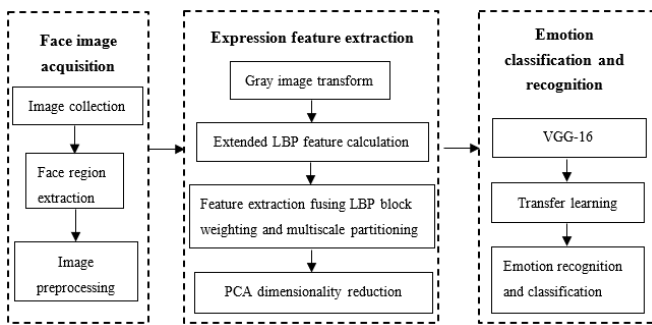 Face image
acquisition
Image collection
Face region
extraction
Image
preprocessing
Expression feature extraction
Gray image transform
Extended LBP feature calculation
Feature extraction fusing LBP block
weighting and multiscale partitioning
PCA dimensionality reduction
Emotion
classification and
recognition
VGG-16
Transfer learning
Emotion recognition
and classification